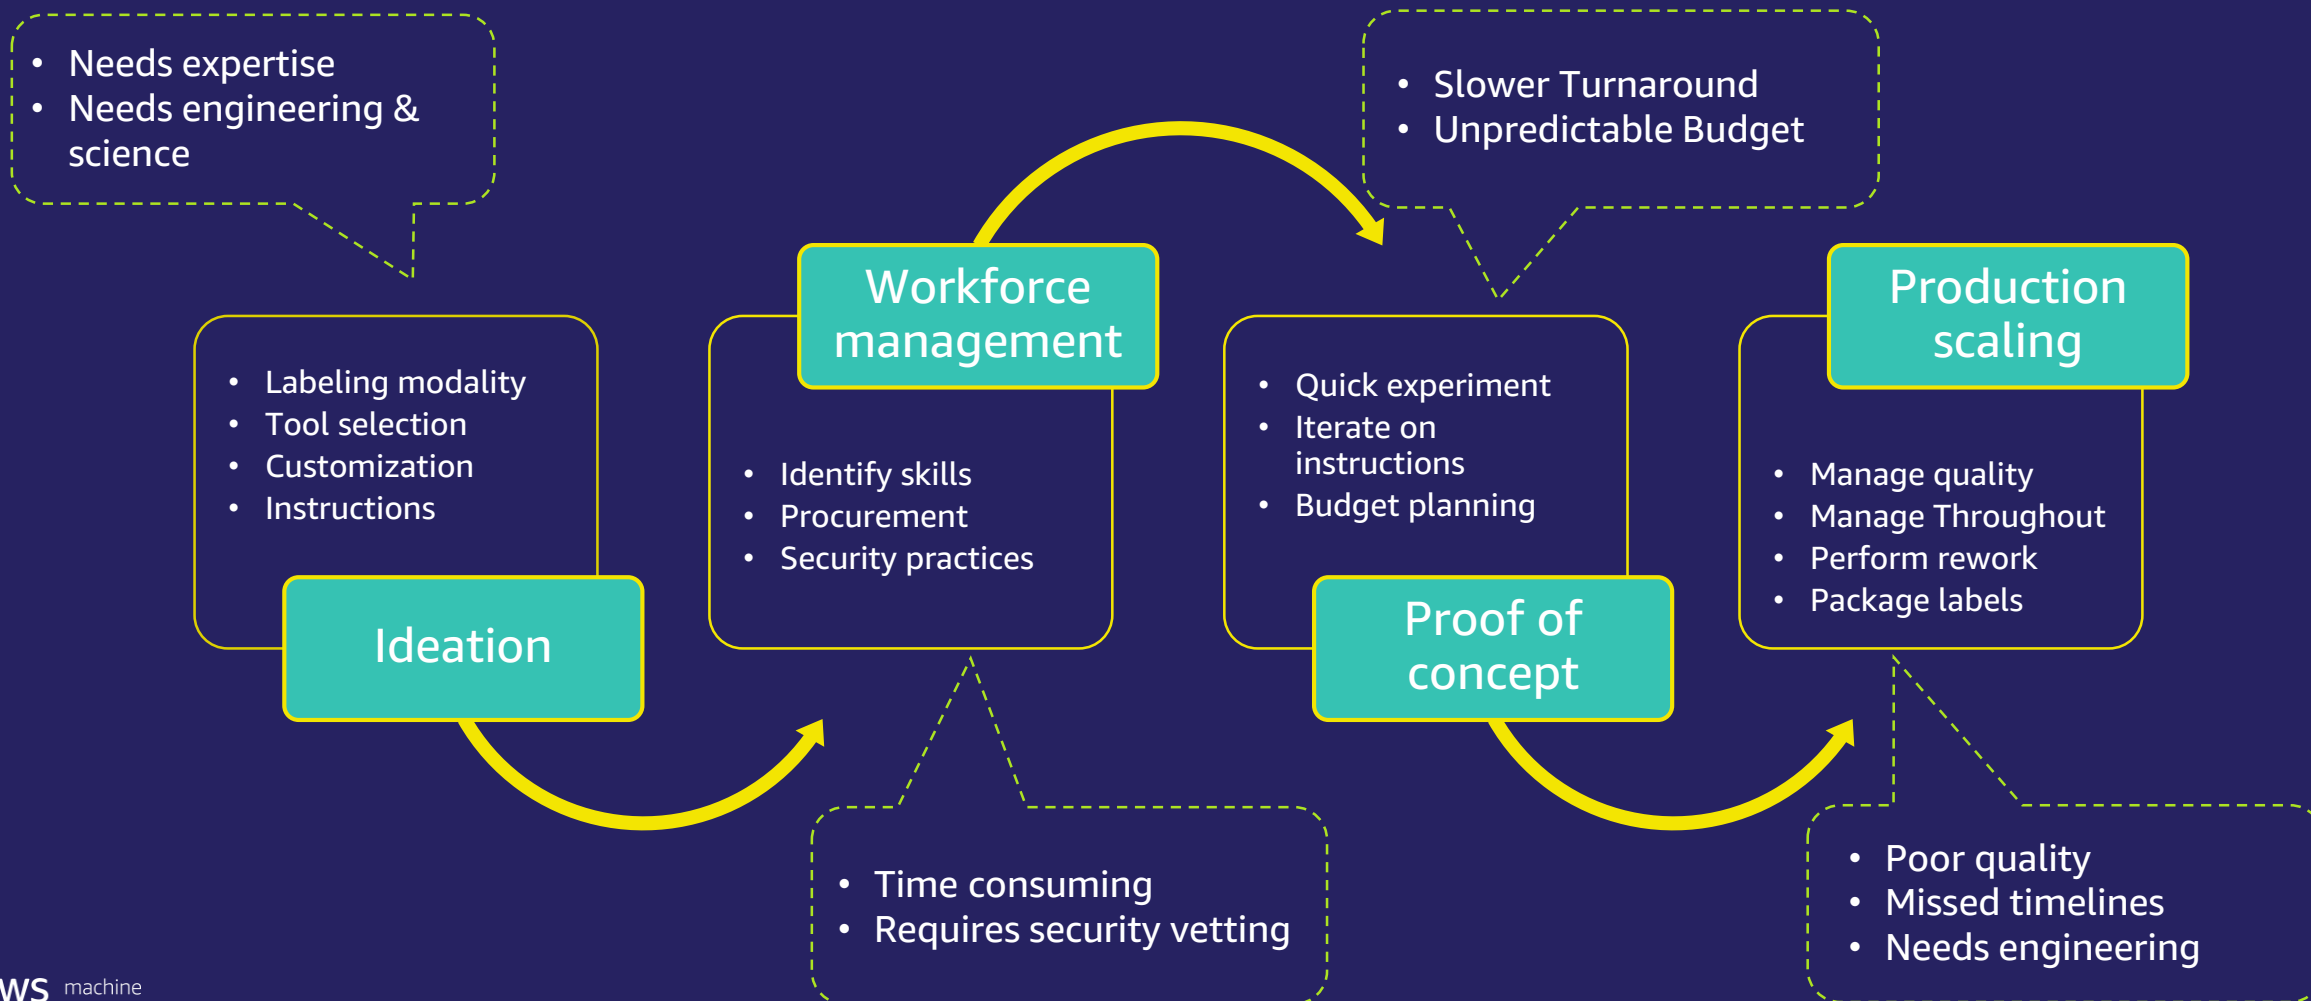 • Needs expertise
• Needs engineering &
science
• Slower Turnaround
• Unpredictable Budget
• Labeling modality
• Tool selection
• Customization
• Instructions
Ideation
Workforce
management
• Identify skills
• Procurement
• Security practices
• Quick experiment
• Iterate on
instructions
• Budget planning
Proof of
concept
Production
scaling
• Manage quality
• Manage Throughout
• Perform rework
• Package labels
• Time consuming
• Requires security vetting
• Poor quality
• Missed timelines
• Needs engineering
machine